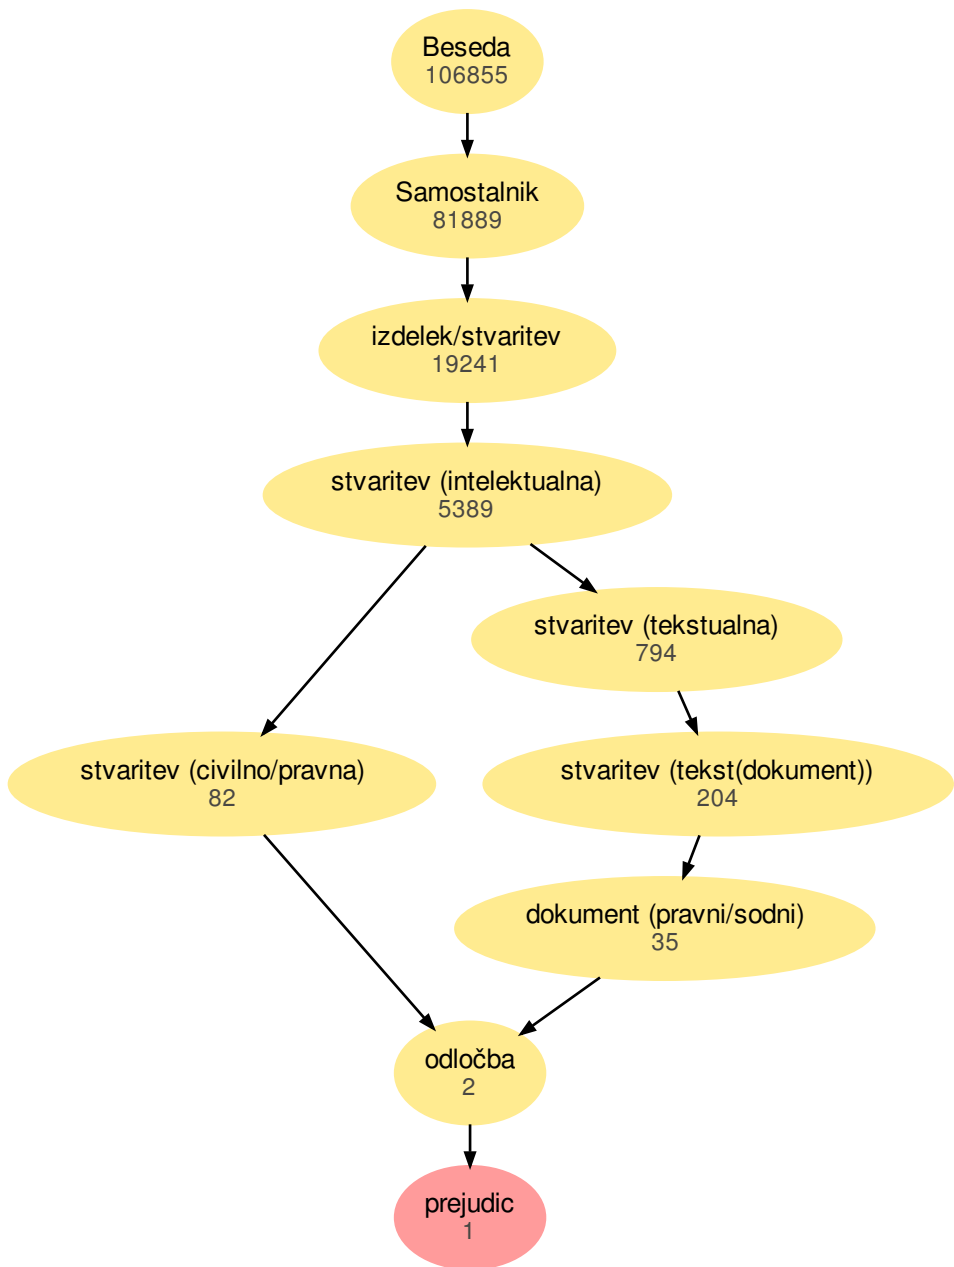 Beseda
106855
Samostalnik
81889
izdelek/stvaritev
19241
stvaritev (intelektualna)
5389
stvaritev (tekstualna)
794
stvaritev (civilno/pravna)
82
stvaritev (tekst(dokument))
204
dokument (pravni/sodni)
35
odločba
2
prejudic
1